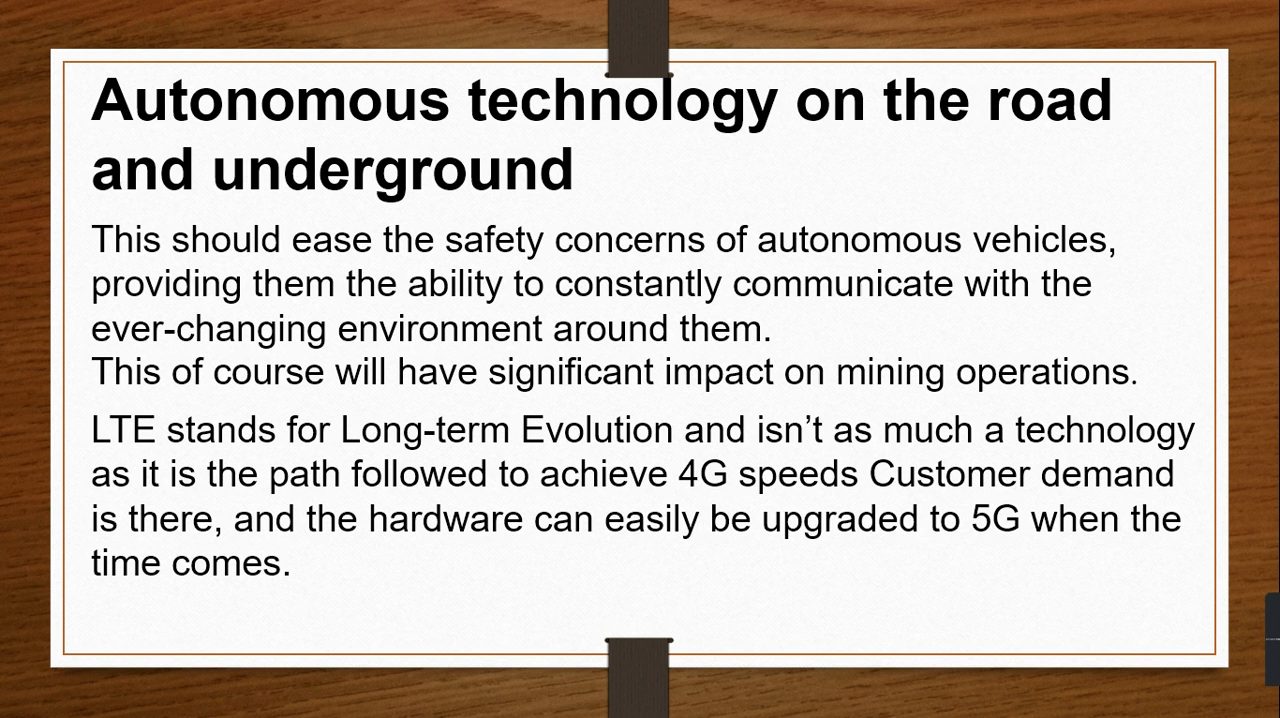 Autonomous technology on the road
and underground
This should ease the safety concerns of autonomous vehicles,
providing them the ability to constantly communicate with the
ever-changing environment around them.
This of course will have significant impact on mining operations.
LTE stands for Long-term Evolution and isn’t as much a technology
as it is the path followed to achieve 4G speeds Customer demand
is there, and the hardware can easily be upgraded to 5G when the
time comes.